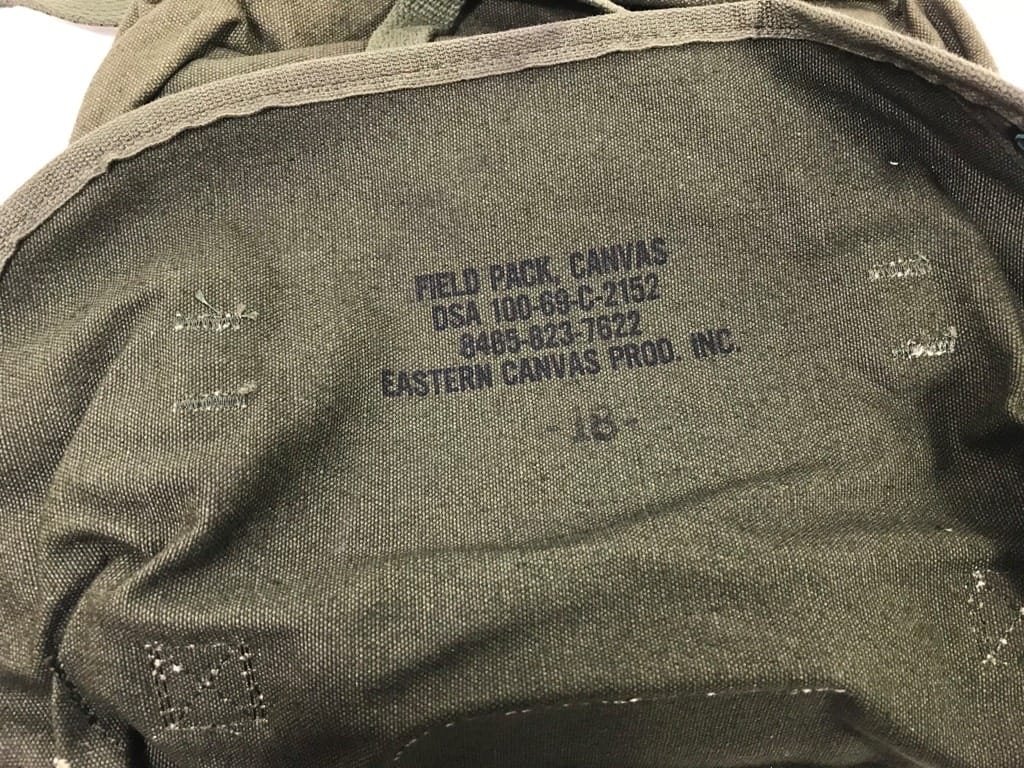 FIELD PACK, CANVAS
DSA 100-69-C-2152
8465-823-7622
EASTERN CANVAS PROD. INC.
-18-